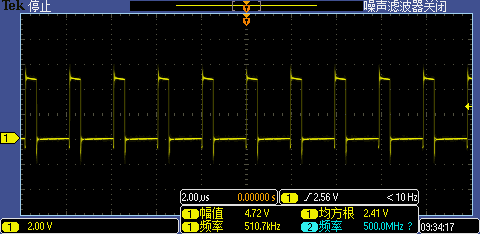 Tek 停止 噪声滤波器关闭
1
2.00μs 0.00000 s 1 2.56 V < 10 Hz
1 幅值 4.72 V 1 均方根 2.41 V
1 频率 510.7kHz 2 频率 500.0MHz ?
1 2.00 V 09:34:17